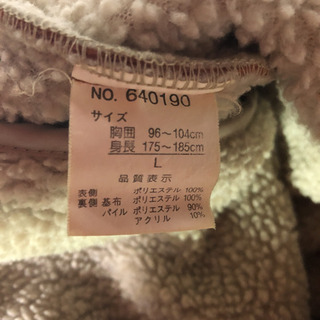 NO. 640190
サイズ
胸囲 96～104cm
身長 175～185cm
L
品質表示
表側 ポリエステル 100%
裏側 基布 ポリエステル 100%
パイル ポリエステル 90%
アクリル 10%